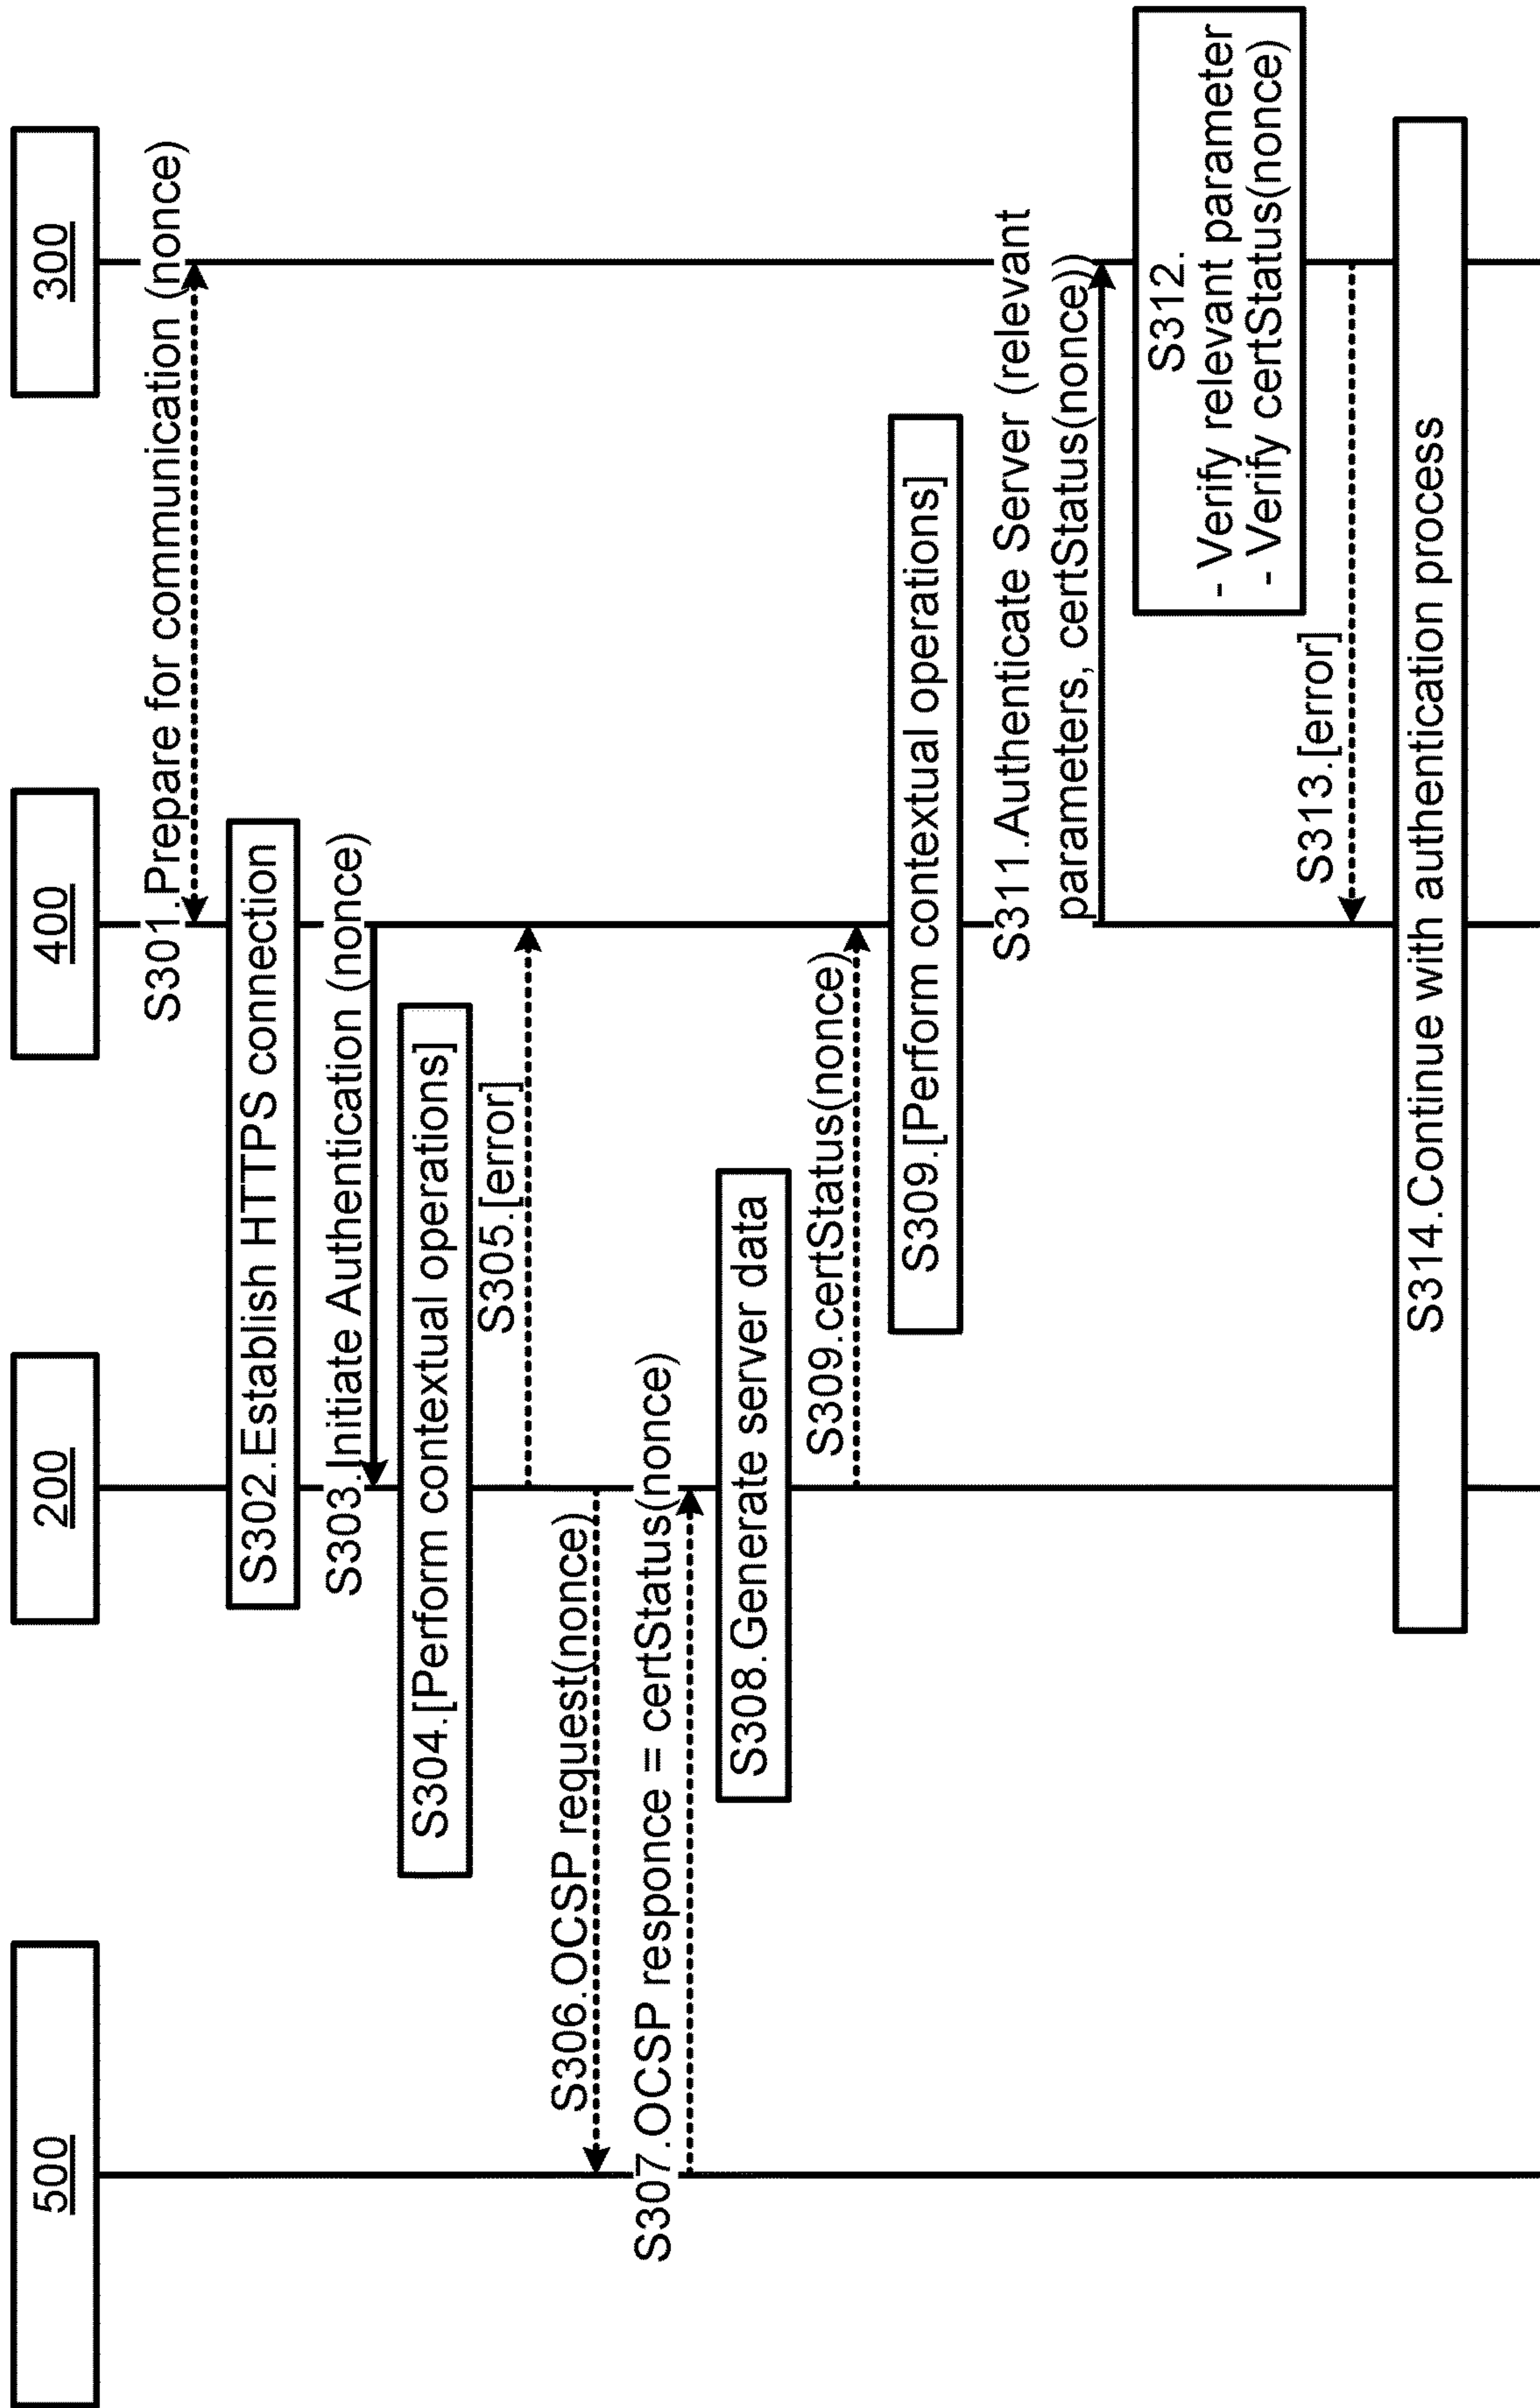 500
200
400
300
S301.Prepare for communication (nonce)
S302.Establish HTTPS connection
S303.Initiate Authentication (nonce)
S304.[Perform contextual operations]
S305.[error]
S306.OCSP request(nonce)
S307.OCSP responce = certStatus(nonce)
S308.Generate server data
S309.certStatus(nonce)
S309.[Perform contextual operations]
S311.Authenticate Server (relevant
parameters, certStatus(nonce))
S312.
- Verify relevant parameter
- Verify certStatus(nonce)
S313.[error]
S314.Continue with authentication process